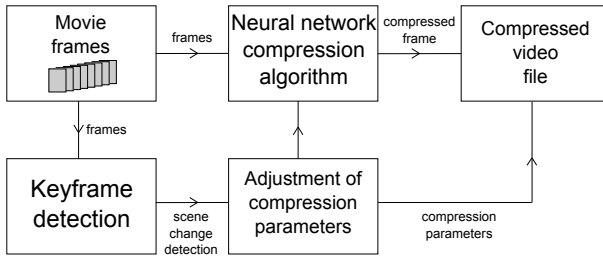 Movie
frames
frames
Neural network
compression
algorithm
compressed
frame
Compressed
video
file
frames
Keyframe
detection
scene
change
detection
Adjustment of
compression
parameters
compression
parameters